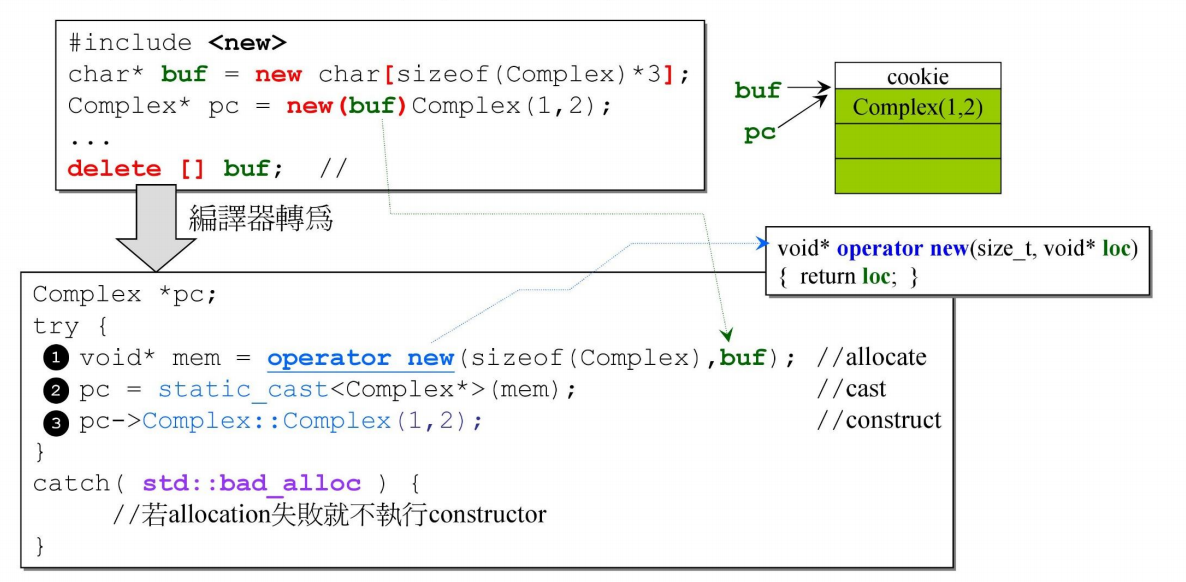 #include <new>
char* buf = new char[sizeof(Complex)*3];
Complex* pc = new(buf)Complex(1,2);
...
delete [] buf;  //
buf
pc
cookie
Complex(1,2)
編譯器轉為
void* operator new(size_t, void* loc)
{ return loc; }
Complex *pc;
try {
1 void* mem = operator new(sizeof(Complex),buf); //allocate
2 pc = static_cast<Complex*>(mem); //cast
3 pc->Complex::Complex(1,2); //construct
}
catch( std::bad_alloc ) {
//若allocation失敗就不執行constructor
}